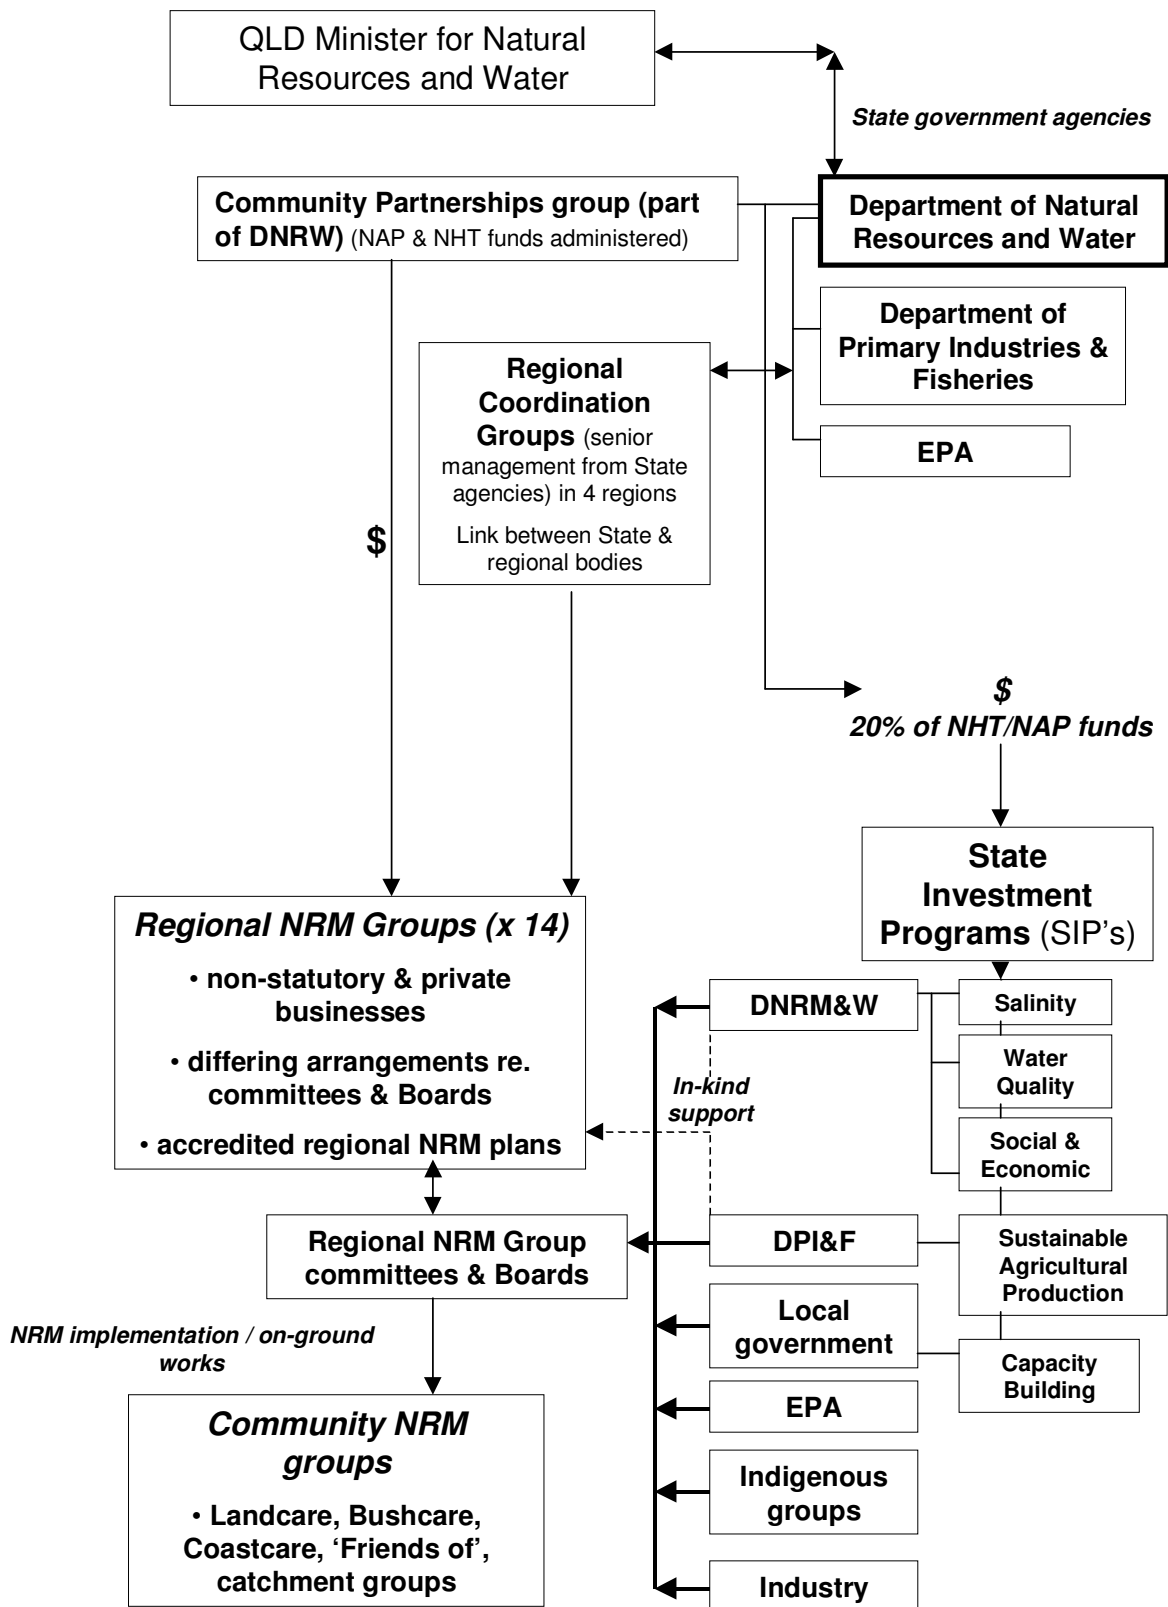 QLD Minister for Natural
Resources and Water
State government agencies
Community Partnerships group (part
of DNRW) (NAP & NHT funds administered)
Department of Natural
Resources and Water
Department of
Primary Industries &
Fisheries
EPA
Regional
Coordination
Groups (senior
management from State
agencies) in 4 regions
Link between State &
regional bodies
$
$
20% of NHT/NAP funds
State
Investment
Programs (SIP's)
Regional NRM Groups (x 14)
• non-statutory & private
businesses
• differing arrangements re.
committees & Boards
• accredited regional NRM plans
DNRM&W
Salinity
Water
Quality
In-kind
support
Social &
Economic
Regional NRM Group
committees & Boards
DPI&F
Sustainable
Agricultural
Production
NRM implementation / on-ground
works
Local
government
Capacity
Building
Community NRM
groups
• Landcare, Bushcare,
Coastcare, ‘Friends of’,
catchment groups
EPA
Indigenous
groups
Industry